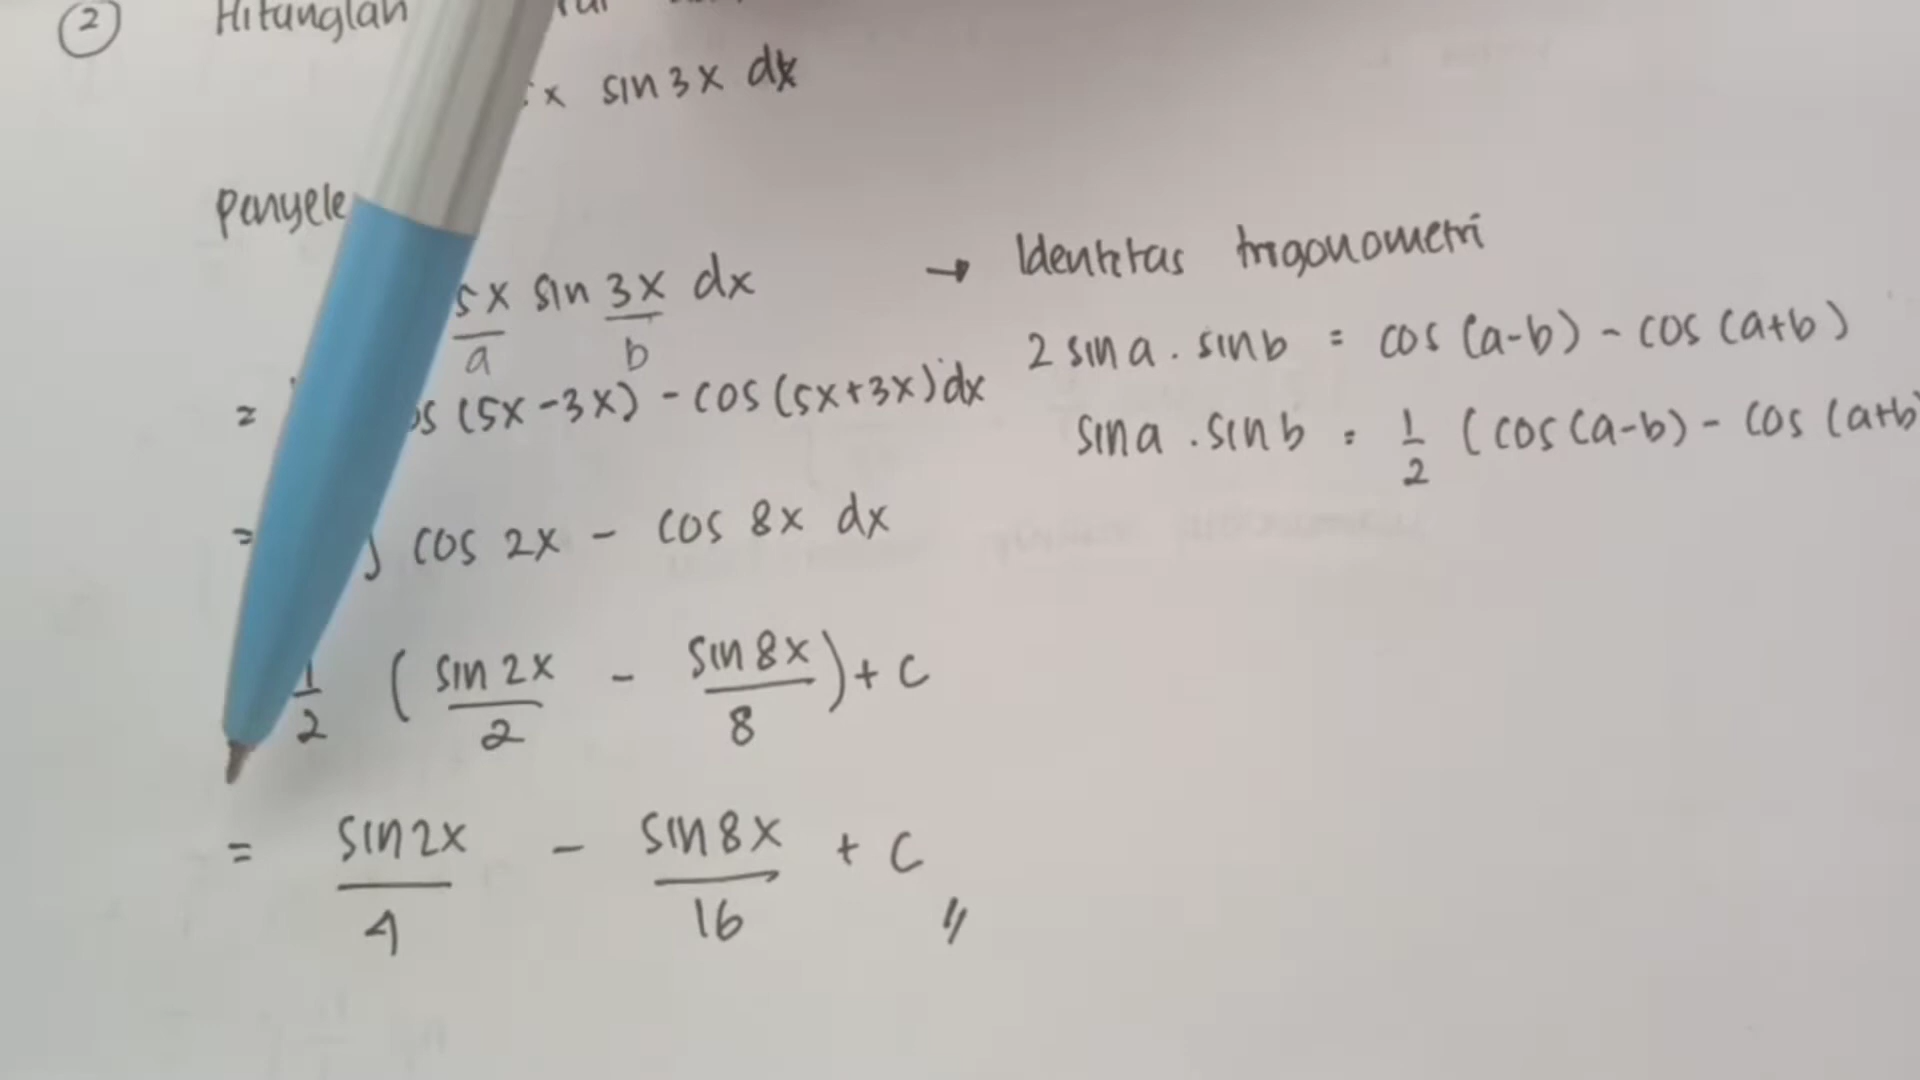 2 Hitunglah
x sin 3x dx
penyele
5x sin 3x dx → Identitas trigonometri
a b
2 sin a . sin b = cos (a-b) - cos (a+b)
= (5x-3x) - cos (5x+3x) dx
sin a . sin b = 1/2 (cos (a-b) - cos (a+b)
= ∫ cos 2x - cos 8x dx
1/2 (sin 2x/2 - sin 8x/8) + C
= sin 2x/4 - sin 8x/16 + C //